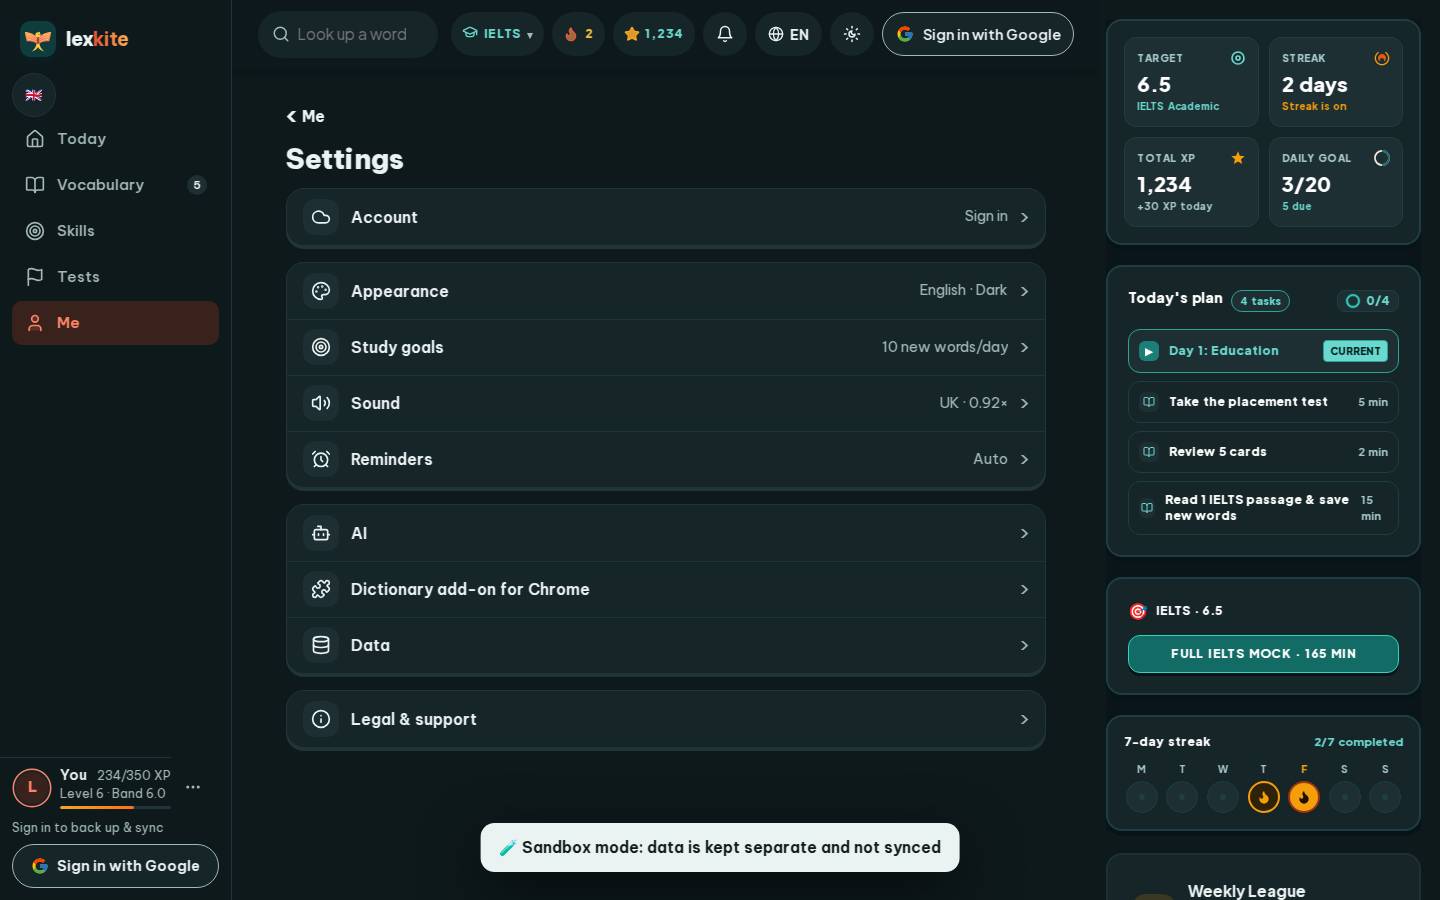 lexkite
Today
Vocabulary 5
Skills
Tests
Me
You 234/350 XP
Level 6 · Band 6.0
Sign in to back up & sync
Sign in with Google
Look up a word
IELTS ▾
2
1,234
EN
Sign in with Google
‹ Me
Settings
Account Sign in ›
Appearance English · Dark ›
Study goals 10 new words/day ›
Sound UK · 0.92× ›
Reminders Auto ›
AI ›
Dictionary add-on for Chrome ›
Data ›
Legal & support ›
🧪 Sandbox mode: data is kept separate and not synced
TARGET
6.5
IELTS Academic
STREAK
2 days
Streak is on
TOTAL XP
1,234
+30 XP today
DAILY GOAL
3/20
5 due
Today's plan 4 tasks 0/4
Day 1: Education CURRENT
Take the placement test 5 min
Review 5 cards 2 min
Read 1 IELTS passage & save 15
new words min
IELTS · 6.5
FULL IELTS MOCK · 165 MIN
7-day streak 2/7 completed
M T W T F S S
Weekly League
L